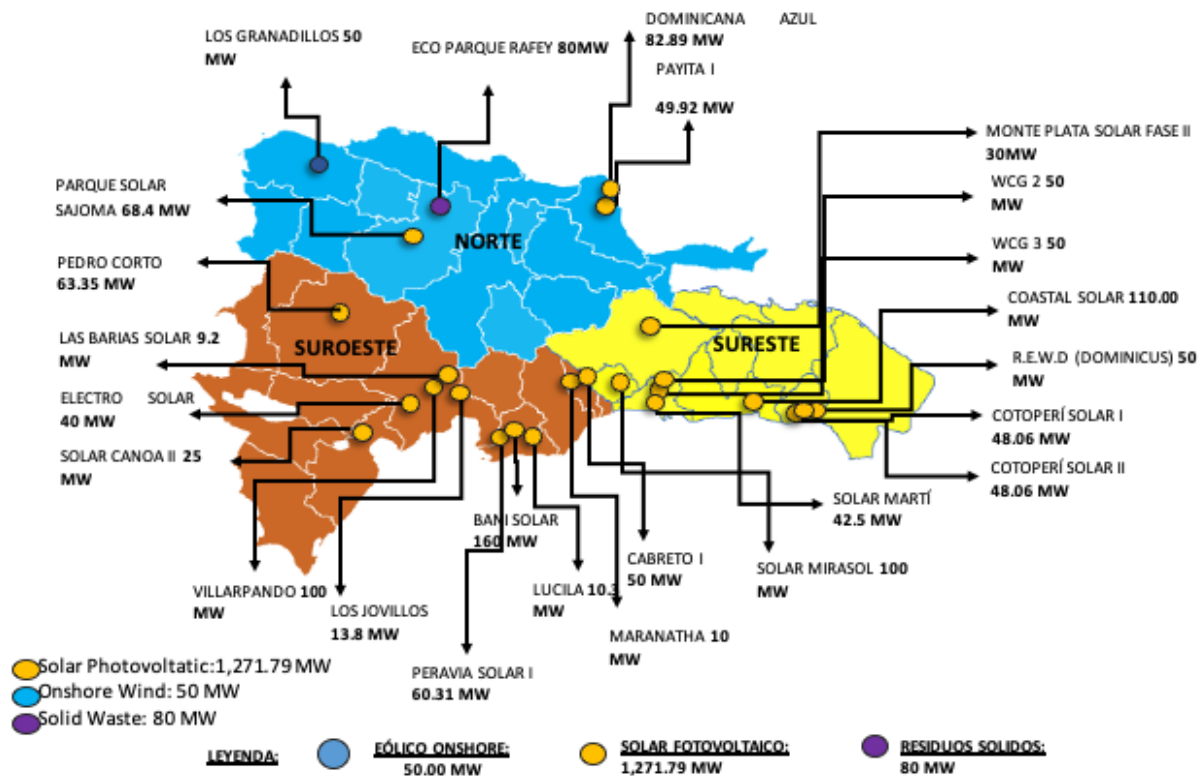 LOS GRANADILLOS 50
MW
ECO PARQUE RAFEY 80MW
DOMINICANA AZUL
82.89 MW
PAYITA I
49.92 MW
MONTE PLATA SOLAR FASE II
30MW
WCG 2 50
MW
WCG 3 50
MW
COASTAL SOLAR 110.00
MW
R.E.W.D (DOMINICUS) 50
MW
COTOPERÍ SOLAR I
48.06 MW
COTOPERÍ SOLAR II
48.06 MW
PARQUE SOLAR
SAJOMA 68.4 MW
PEDRO CORTO
63.35 MW
LAS BARIAS SOLAR 9.2
MW
ELECTRO SOLAR
40 MW
SOLAR CANOA II 25
MW
NORTE
SUROESTE
SURESTE
VILLARPANDO 100
MW
LOS JOVILLOS
13.8 MW
BANI SOLAR
160 MW
PERAVIA SOLAR I
60.31 MW
LUCILA 10.3
MW
CABRETO I
50 MW
MARANATHA 10
MW
SOLAR MIRASOL 100
MW
SOLAR MARTÍ
42.5 MW
Solar Photovoltatic:1,271.79 MW
Onshore Wind: 50 MW
Solid Waste: 80 MW
LEYENDA:
EÓLICO ONSHORE:
50.00 MW
SOLAR FOTOVOLTAICO:
1,271.79 MW
RESIDUOS SOLIDOS:
80 MW